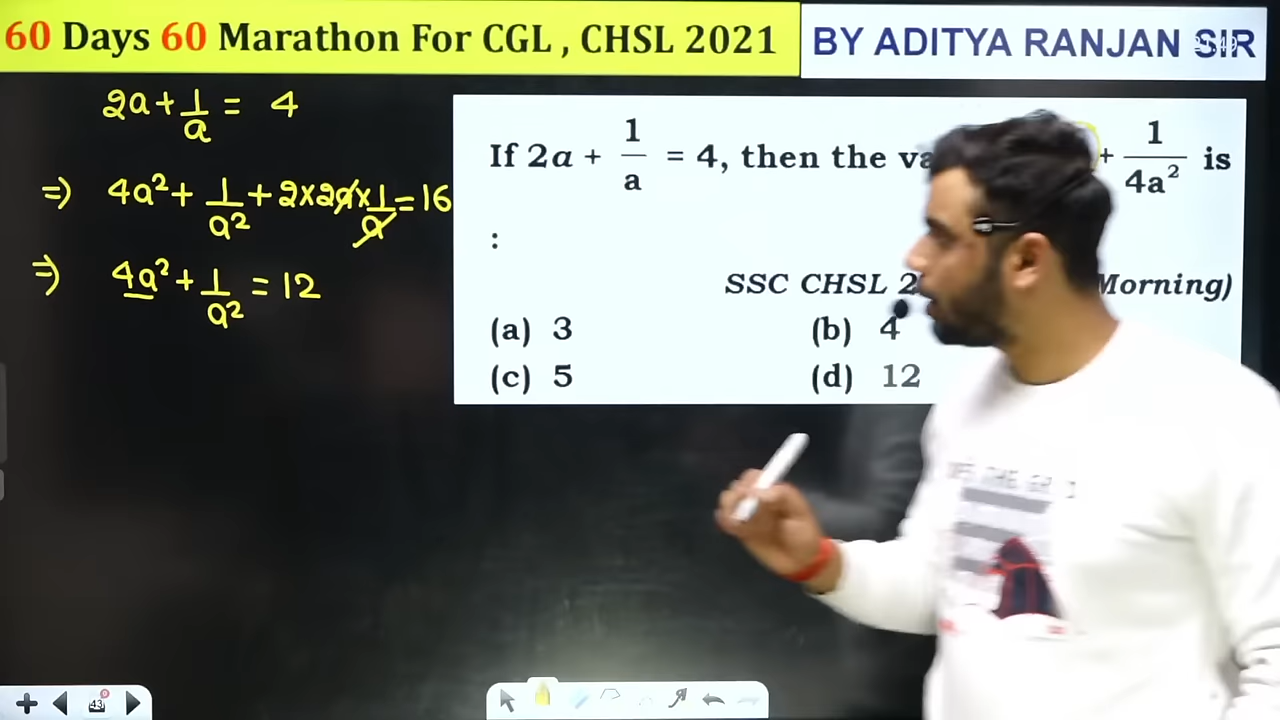 60 Days 60 Marathon For CGL , CHSL 2021
BY ADITYA RANJAN SIR
2a + 1/a = 4
⇒ 4a² + 1/a² + 2×2a×1/a = 16
⇒ 4a² + 1/a² = 12
If 2a + 1/a = 4, then the + 1/4a² is
:
SSC CHSL Morning)
(a) 3
(b) 4
(c) 5
(d) 12
43